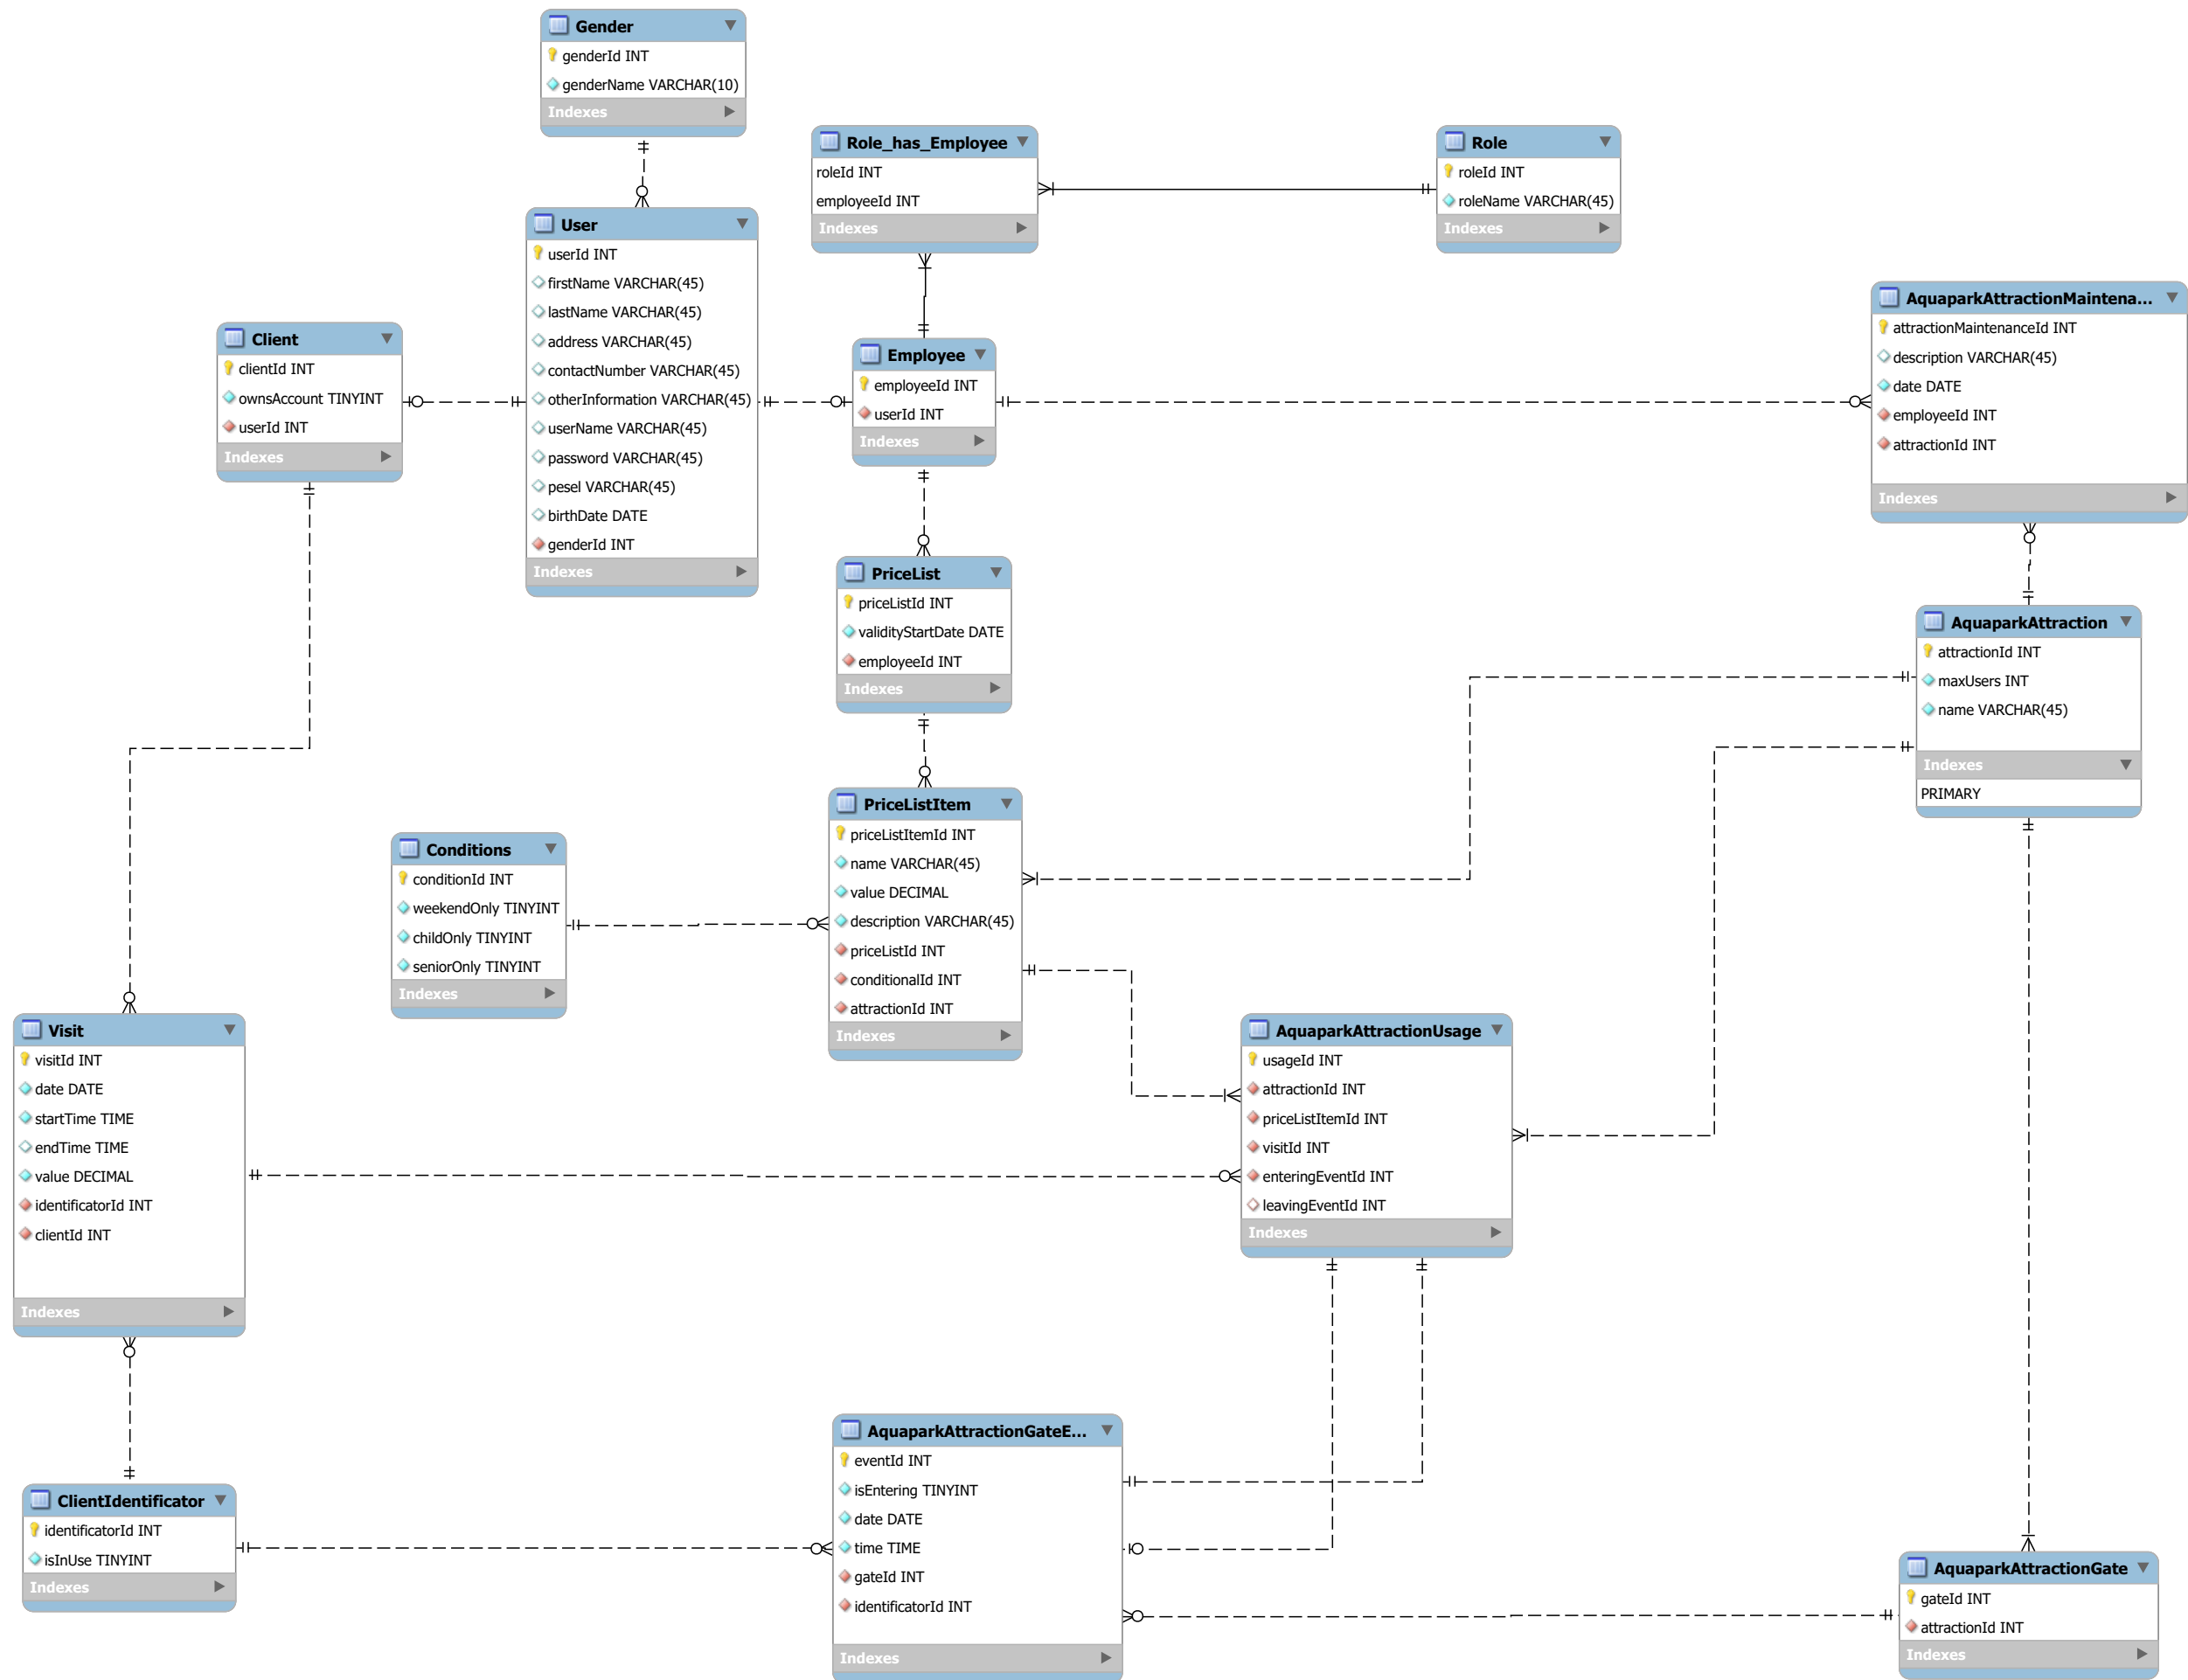 Gender
genderId INT
genderName VARCHAR(10)
Indexes
Role_has_Employee
roleId INT
employeeId INT
Indexes
Role
roleId INT
roleName VARCHAR(45)
Indexes
User
userId INT
firstName VARCHAR(45)
lastName VARCHAR(45)
address VARCHAR(45)
contactNumber VARCHAR(45)
otherInformation VARCHAR(45)
userName VARCHAR(45)
password VARCHAR(45)
pesel VARCHAR(45)
birthDate DATE
genderId INT
Indexes
Client
clientId INT
ownsAccount TINYINT
userId INT
Indexes
Employee
employeeId INT
userId INT
Indexes
AquaparkAttractionMaintena...
attractionMaintenanceId INT
description VARCHAR(45)
date DATE
employeeId INT
attractionId INT
Indexes
PriceList
priceListId INT
validityStartDate DATE
employeeId INT
Indexes
AquaparkAttraction
attractionId INT
maxUsers INT
name VARCHAR(45)
Indexes
PRIMARY
PriceListItem
priceListItemId INT
name VARCHAR(45)
value DECIMAL
description VARCHAR(45)
priceListId INT
conditionalId INT
attractionId INT
Indexes
Conditions
conditionId INT
weekendOnly TINYINT
childOnly TINYINT
seniorOnly TINYINT
Indexes
Visit
visitId INT
date DATE
startTime TIME
endTime TIME
value DECIMAL
identificatorId INT
clientId INT
Indexes
AquaparkAttractionUsage
usageId INT
attractionId INT
priceListItemId INT
visitId INT
enteringEventId INT
leavingEventId INT
Indexes
AquaparkAttractionGateE...
eventId INT
isEntering TINYINT
date DATE
time TIME
gateId INT
identificatorId INT
Indexes
ClientIdentificator
identificatorId INT
isInUse TINYINT
Indexes
AquaparkAttractionGate
gateId INT
attractionId INT
Indexes